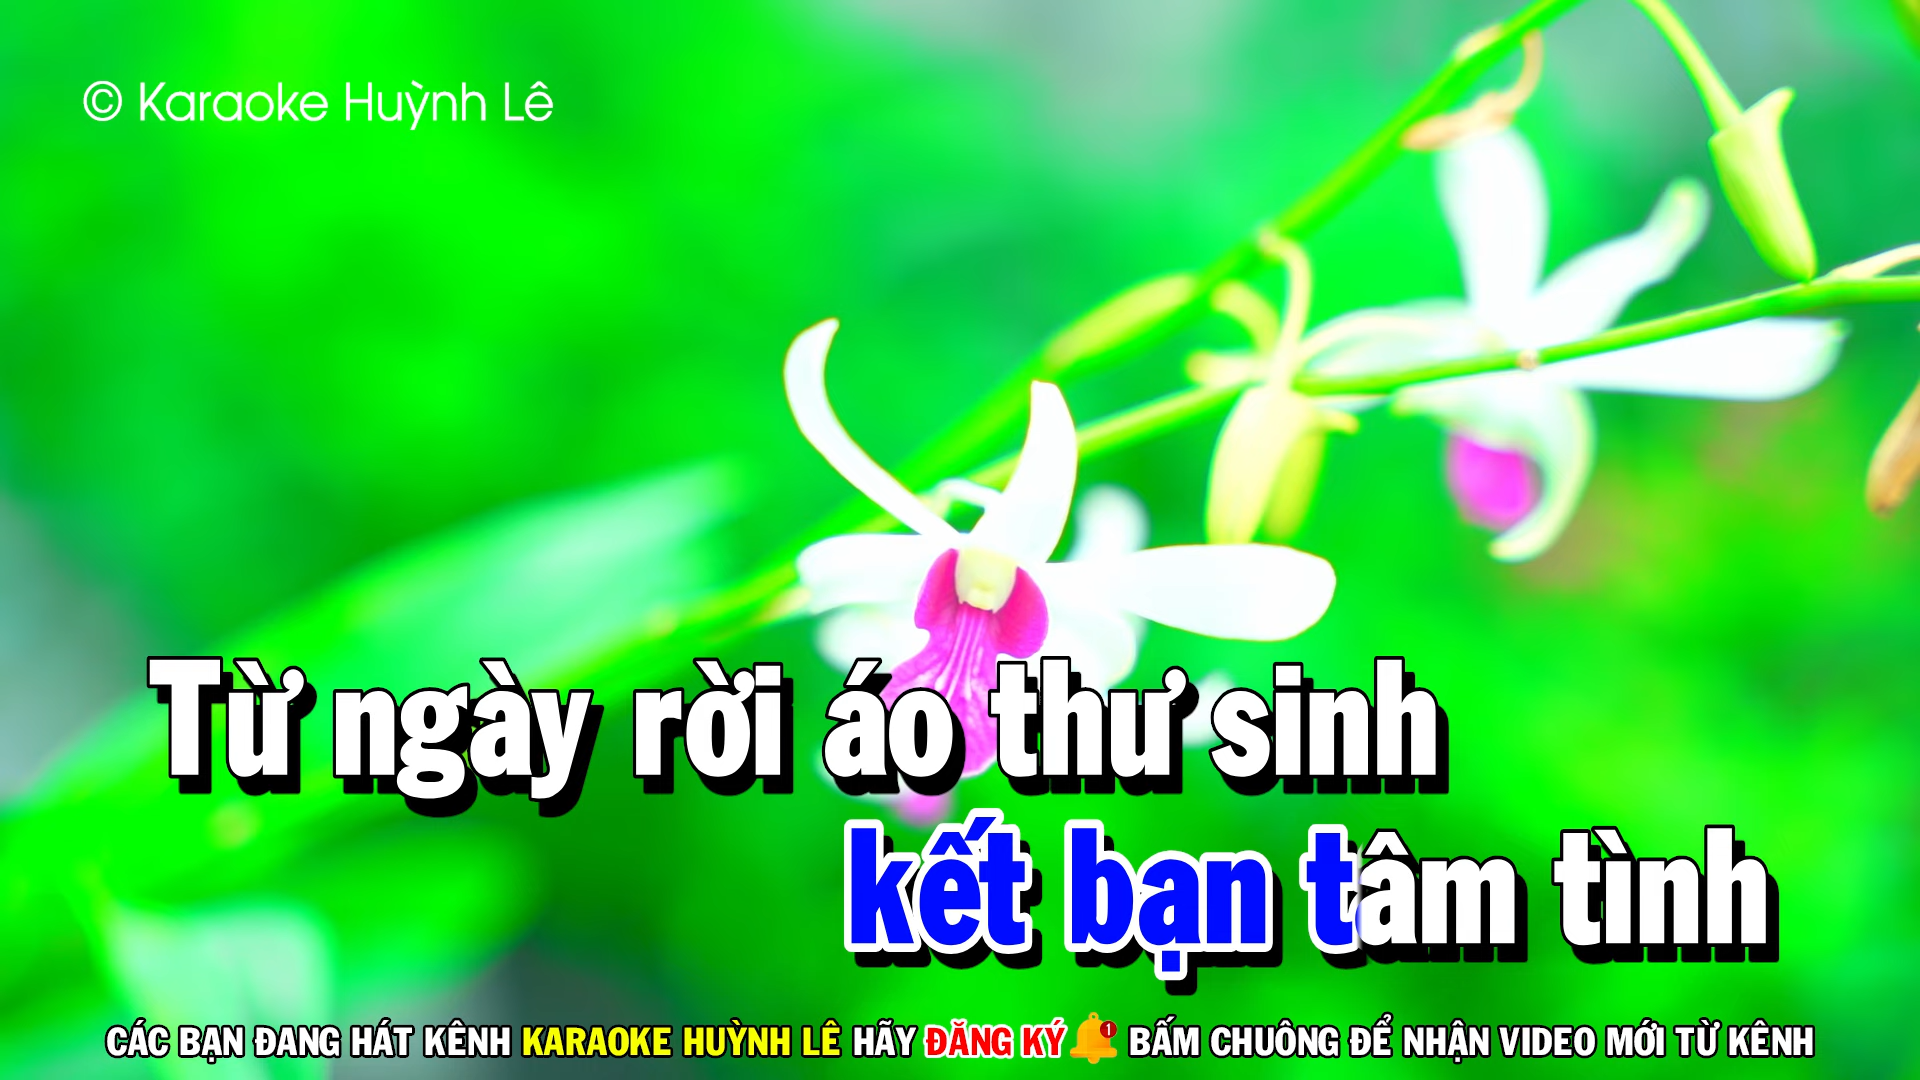 © Karaoke Huỳnh Lê
Từ ngày rời áo thư sinh
kết bạn tâm tình
CÁC BẠN ĐANG HÁT KÊNH KARAOKE HUỲNH LÊ HÃY ĐĂNG KÝ 1 BẤM CHUÔNG ĐỂ NHẬN VIDEO MỚI TỪ KÊNH